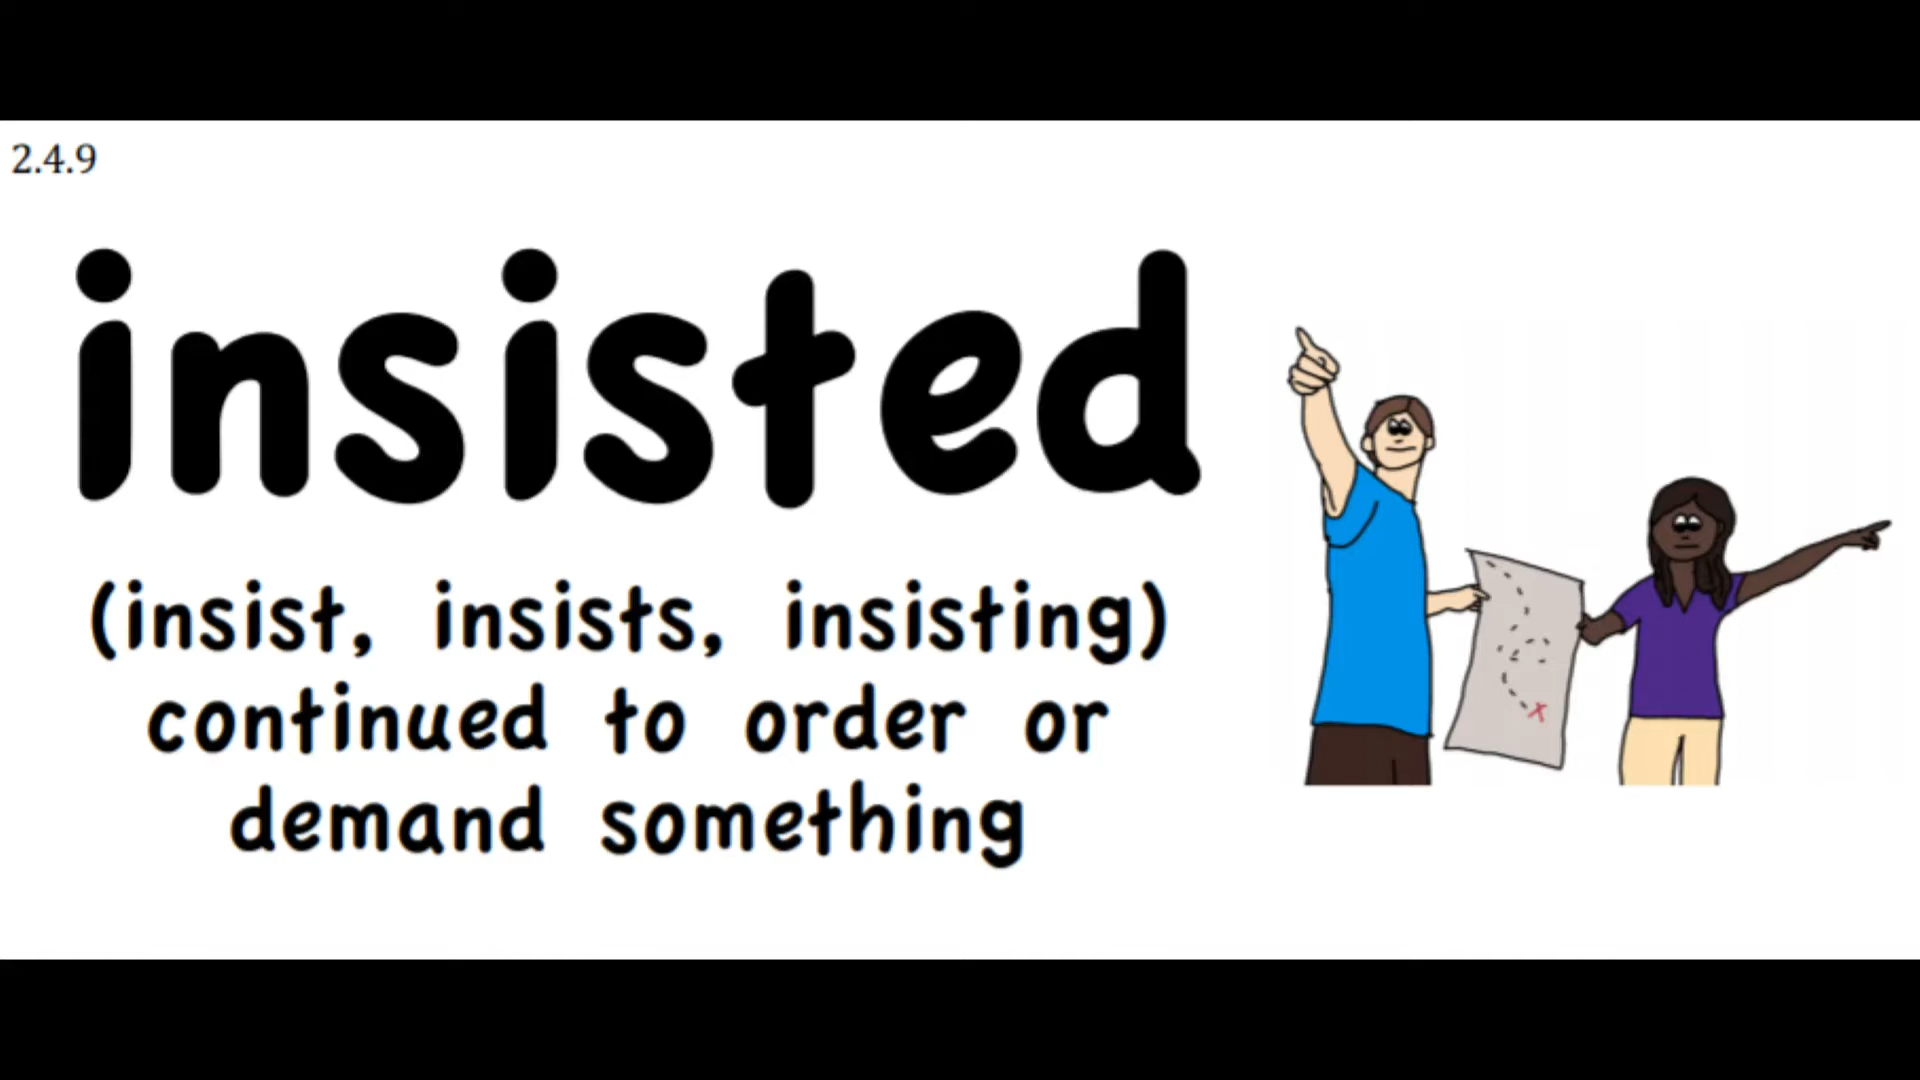 2.4.9
insisted
(insist, insists, insisting)
continued to order or
demand something